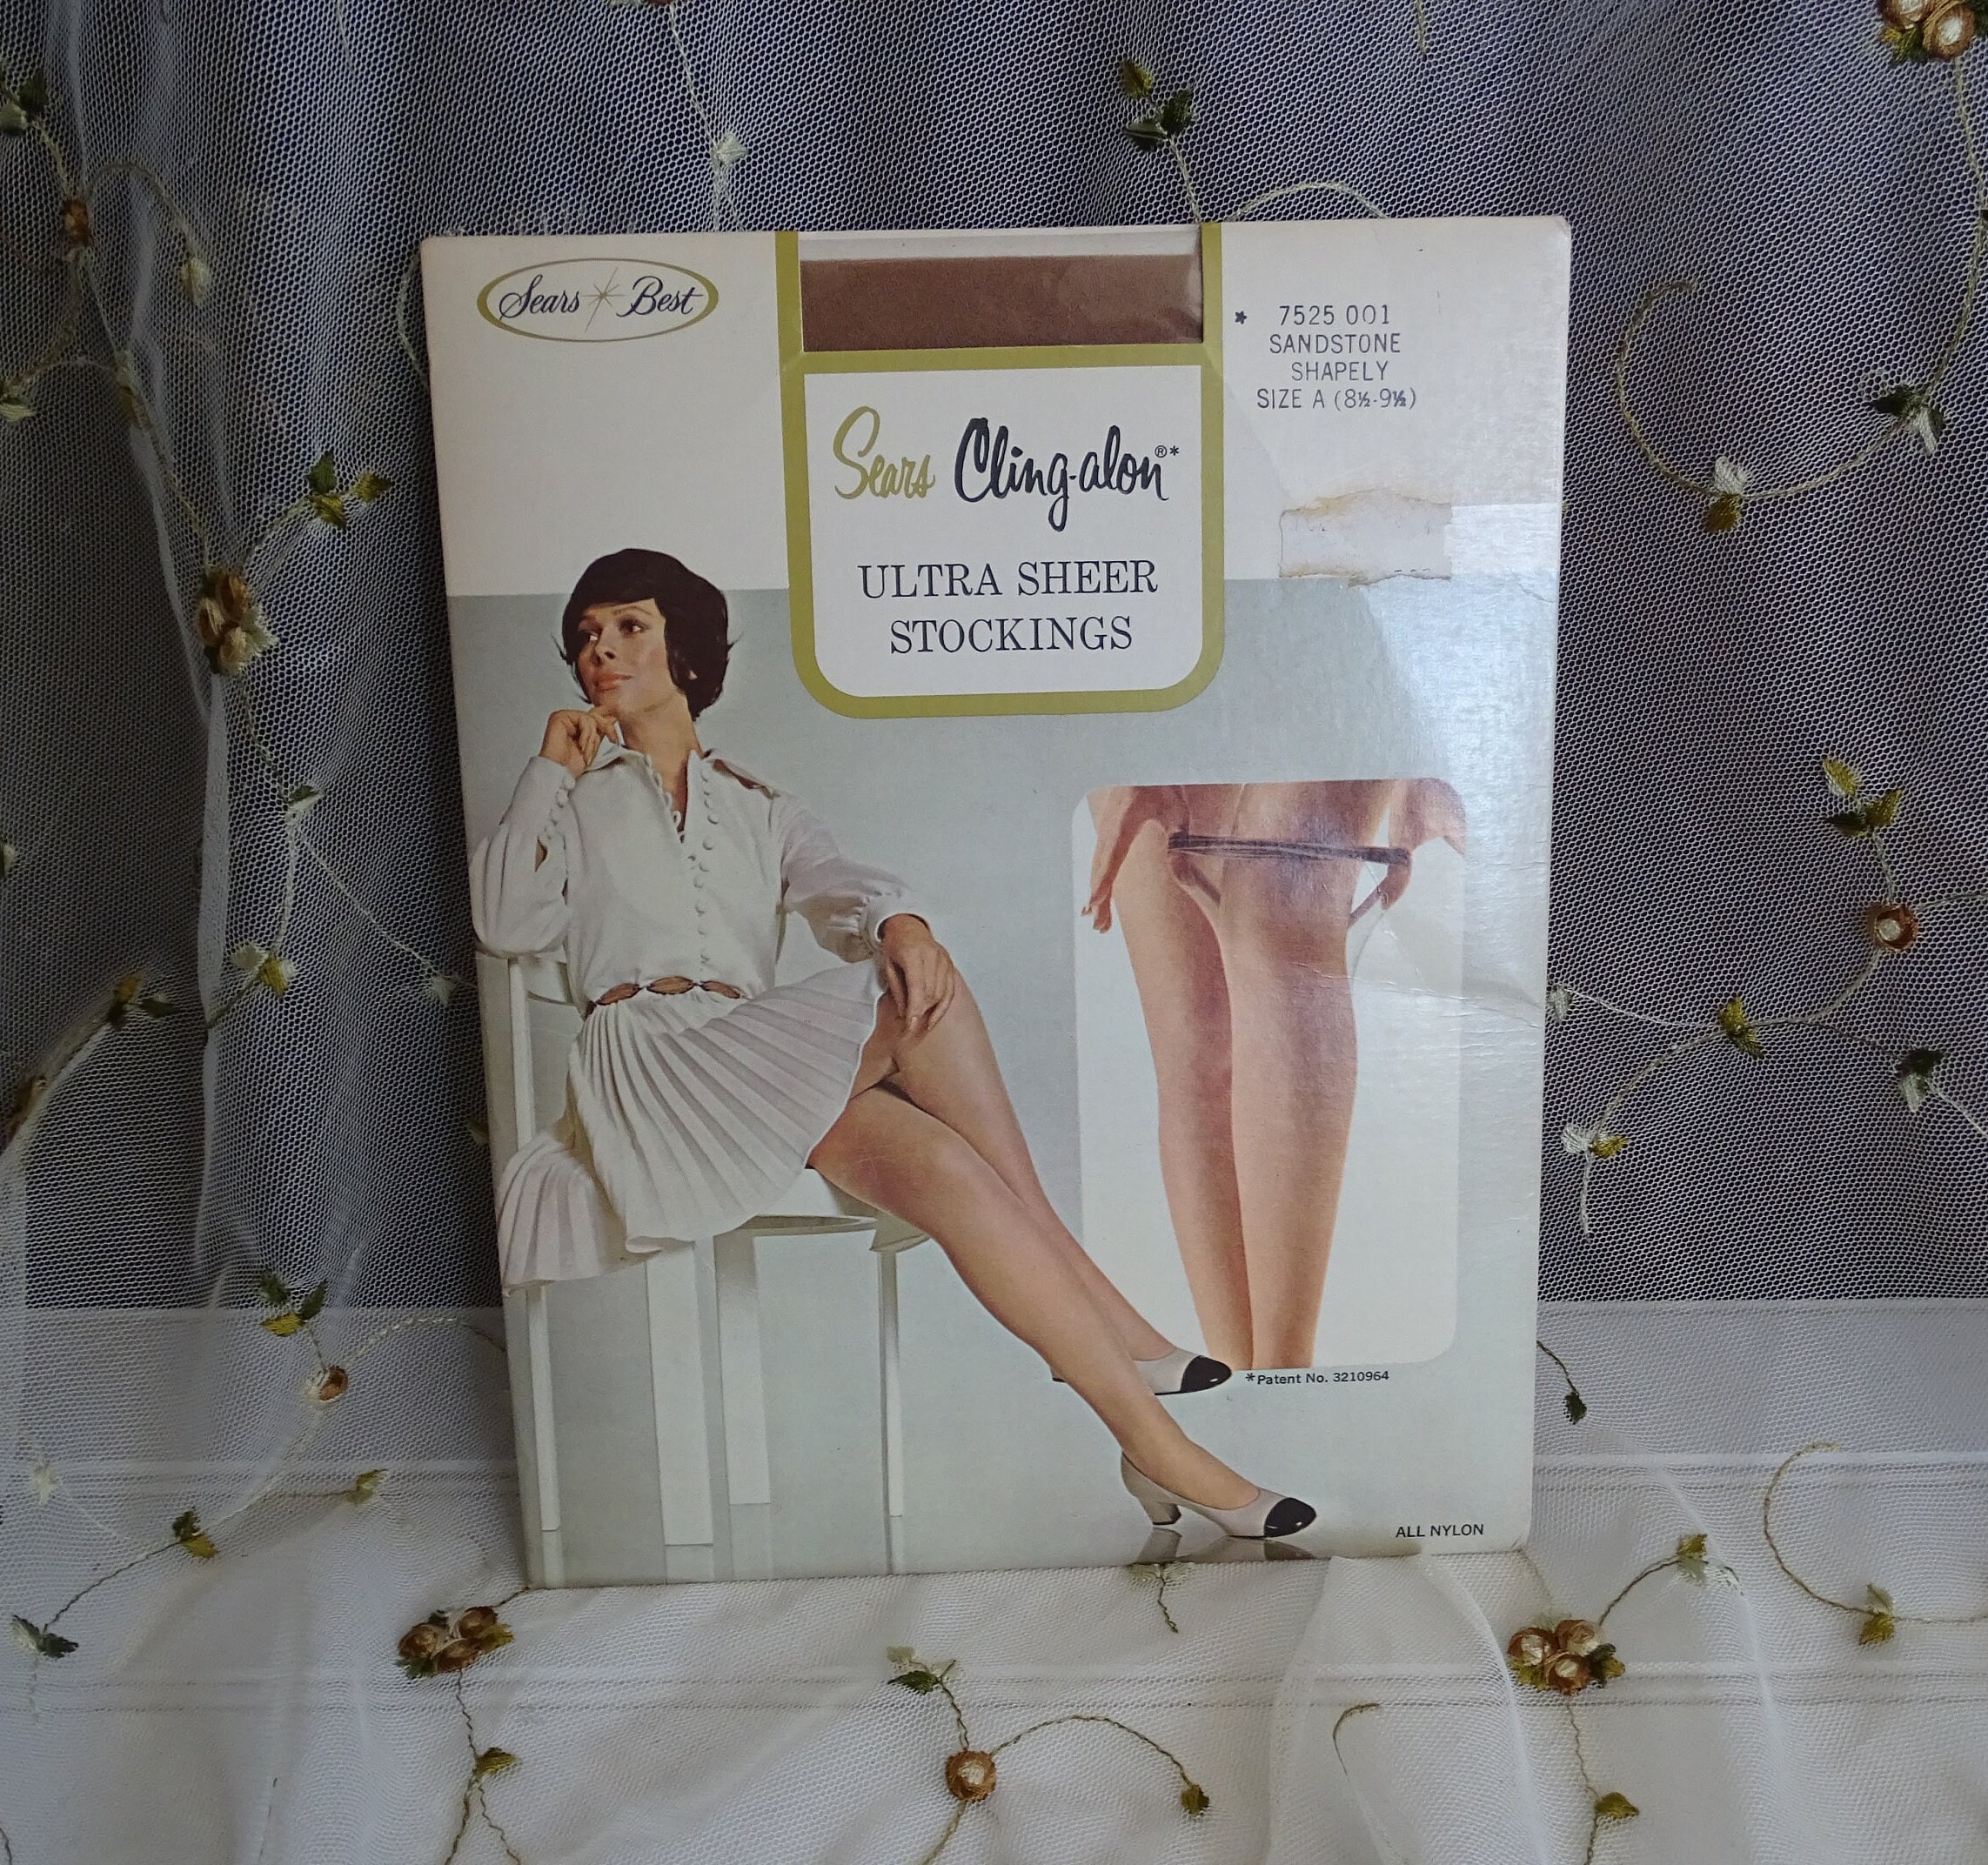 Sears Best
* 7525 001
SANDSTONE
SHAPELY
SIZE A (8½-9½)
Sears Cling-alon®*
ULTRA SHEER
STOCKINGS
*Patent No. 3210964
ALL NYLON